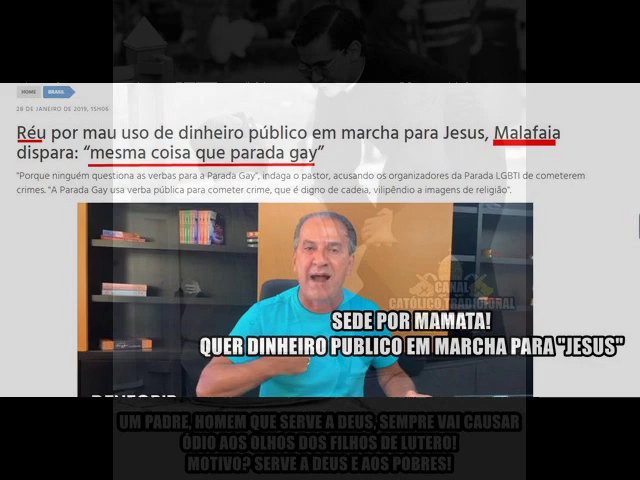 HOME BRASIL
28 DE JANEIRO DE 2019, 15H06
Réu por mau uso de dinheiro público em marcha para Jesus, Malafaia
dispara: “mesma coisa que parada gay”
"Porque ninguém questiona as verbas para a Parada Gay", indaga o pastor, acusando os organizadores da Parada LGBTI de cometerem
crimes. "A Parada Gay usa verba pública para cometer crime, que é digno de cadeia, vilipêndio a imagens de religião".
CANAL
CATÓLICO TRADICIONAL
SEDE POR MAMATA!
QUER DINHEIRO PUBLICO EM MARCHA PARA "JESUS"
UM PADRE, HOMEM QUE SERVE A DEUS, SEMPRE VAI CAUSAR
ÓDIO AOS OLHOS DOS FILHOS DE LUTERO!
MOTIVO? SERVE A DEUS E AOS POBRES!